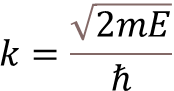 k = √(2mE) / ħ